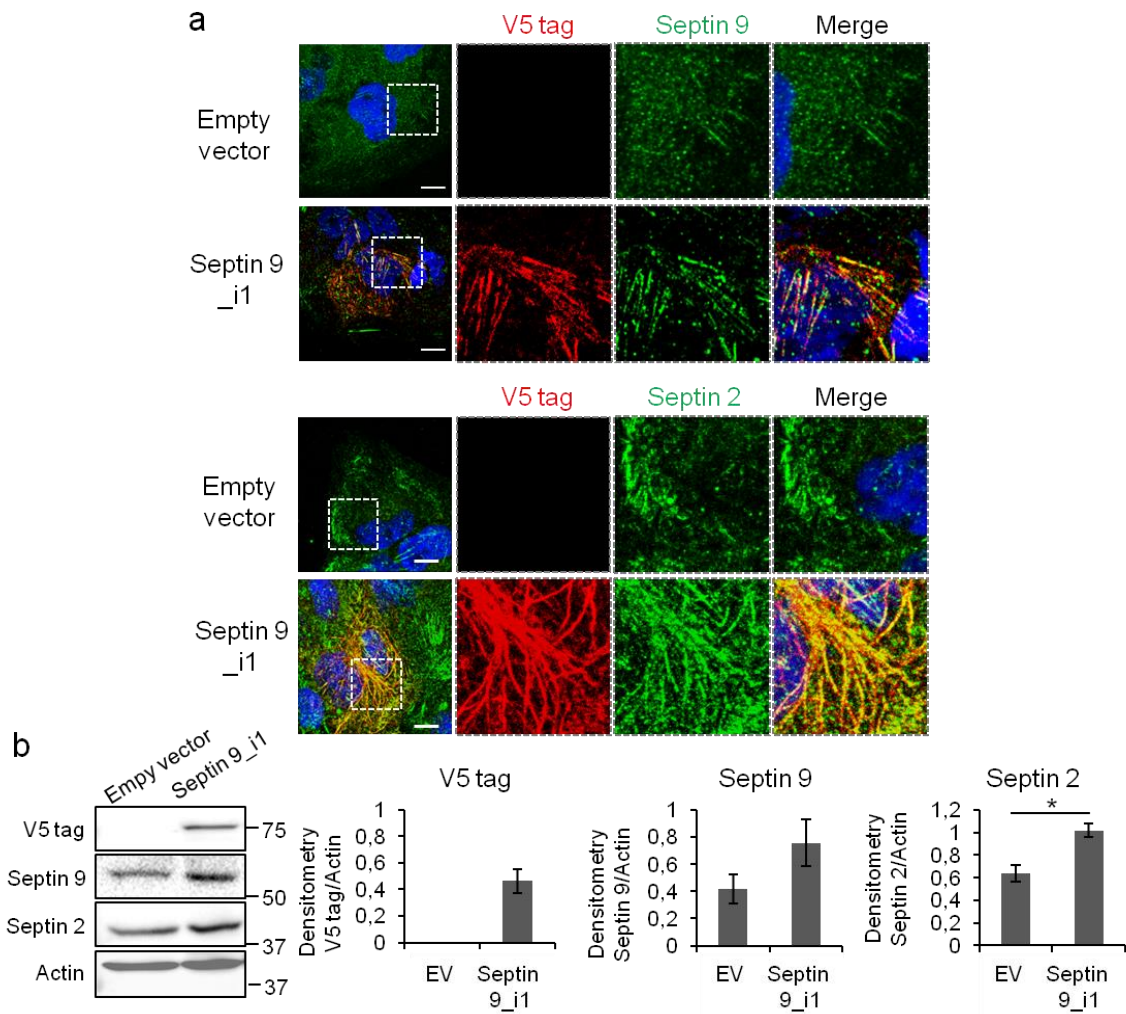 a
V5 tag Septin 9 Merge
Empty
vector
Septin 9
_i1
V5 tag Septin 2 Merge
Empty
vector
Septin 9
_i1
b
Empy vector
Septin 9_i1
V5 tag
75
Septin 9
50
Septin 2
37
Actin
37
V5 tag
Densitometry
V5 tag/Actin
1
0,8
0,6
0,4
0,2
0
EV Septin
9_i1
Septin 9
Densitometry
Septin 9/Actin
1
0,8
0,6
0,4
0,2
0
EV Septin
9_i1
Septin 2
Densitometry
Septin 2/Actin
1,2
1
0,8
0,6
0,4
0,2
0
*
EV Septin
9_i1